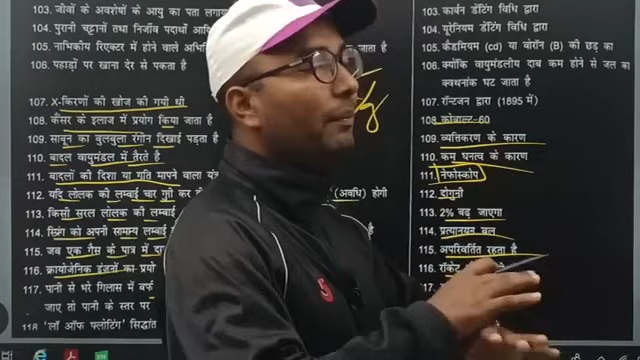 103. जीवों के अवशेषों के आयु का पता लगाया
104. पुरानी चट्टानों तथा निर्जीव पदार्थों
105. नाभिकीय रिएक्टर में होने वाले
जाता है
106. पहाड़ों पर खाना देर से पकता है
107. X-किरणों की खोज की गयी थी
108. कैंसर के इलाज में प्रयोग किया जाता है
109. साबुन का बुलबुला रंगीन दिखाई पड़ता है
110. बादल वायुमंडल में तैरते है
111. बादलों की दिशा या गति मापने वाला
112. यदि लोलक की लम्बाई चार गुनी कर
(अवधि) होगी
113. किसी सरल लोलक की लम्बाई
114. स्प्रिंग को अपनी सामान्य लम्बाई
है
115. जब एक गैस के पात्र में
116. क्रायोजेनिक इंजनों का
117. पानी से भरे गिलास में बर्फ
जाए तो पानी के स्तर पर
118 'लॉ ऑफ फ्लोटिंग' सिद्धांत
103. कार्बन डेटिंग विधि द्वारा
104. यूरेनियम डेटिंग विधि द्वारा
105. कैडमियम (cd) या बोरॉन (B) की छड़ का
106. क्योंकि वायुमंडलीय दाब कम होने से जल का
क्वथनांक घट जाता है
107. रॉन्टजन द्वारा (1895 में)
108 कोबाल्ट-60
109. व्यतिकरण के कारण
110. कम घनत्व के कारण
111. नेफोस्कोप
112. दोगुनी
113. 2% बढ़ जाएगा
114. प्रत्यानयन बल
115. अपरिवर्तित रहता है
116. रॉकेट
117.
5